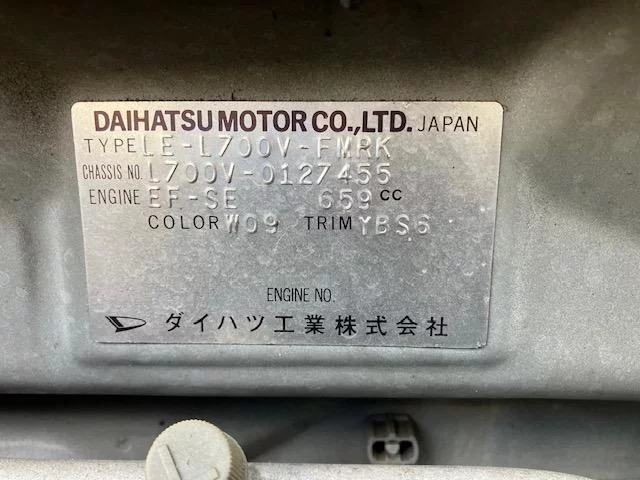 DAIHATSU MOTOR CO.,LTD. JAPAN
TYPE LE-L700V-FMRK
CHASSIS NO. L700V-0127455
ENGINE EF-SE 659 CC
COLOR W09 TRIM YBS6
ENGINE NO.
ダイハツ工業株式会社